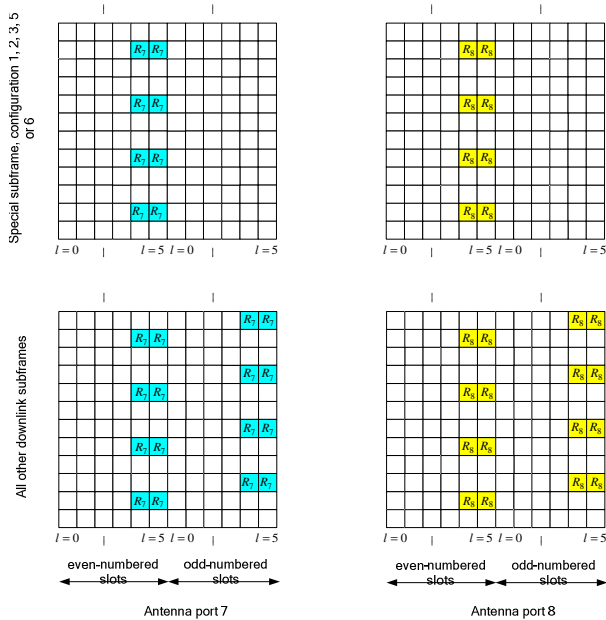 Special subframe, configuration 1, 2, 3, 5
or 6
R7 R7
R7 R7
R7 R7
R7 R7
l = 0
l = 5
l = 0
l = 5
R8 R8
R8 R8
R8 R8
R8 R8
l = 0
l = 5
l = 0
l = 5
All other downlink subframes
R7 R7
R7 R7
R7 R7
R7 R7
R7 R7
R7 R7
R7 R7
R7 R7
l = 0
l = 5
l = 0
l = 5
even-numbered
slots
odd-numbered
slots
Antenna port 7
R8 R8
R8 R8
R8 R8
R8 R8
R8 R8
R8 R8
R8 R8
R8 R8
l = 0
l = 5
l = 0
l = 5
even-numbered
slots
odd-numbered
slots
Antenna port 8